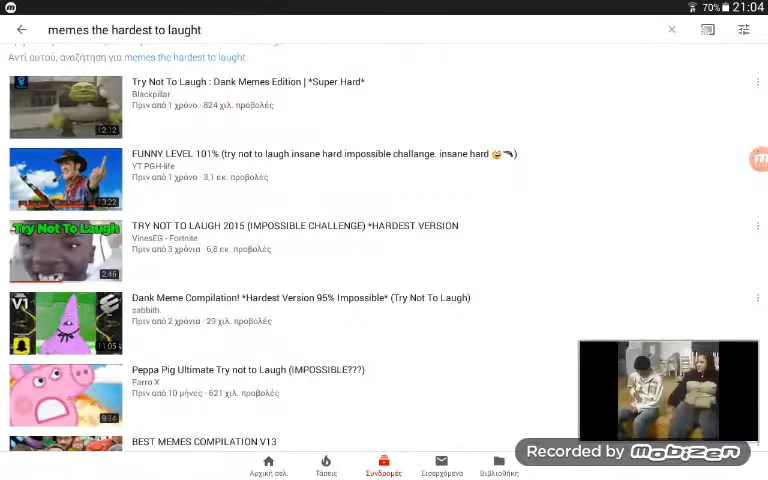 70% 21:04
memes the hardest to laught
Αντί αυτού, αναζήτηση για memes the hardest to laught
Try Not To Laugh : Dank Memes Edition | *Super Hard*
Blackpillar
Πριν από 1 χρόνο · 824 χιλ. προβολές
12:12
FUNNY LEVEL 101% (try not to laugh insane hard impossible challange. insane hard 😅🔫)
YT PGH-life
Πριν από 1 χρόνο · 3,1 εκ. προβολές
13:22
Try Not To Laugh
TRY NOT TO LAUGH 2015 (IMPOSSIBLE CHALLENGE) *HARDEST VERSION
VinesEG - Fortnite
Πριν από 3 χρόνια · 6,8 εκ. προβολές
2:45
V1
Dank Meme Compilation! *Hardest Version 95% Impossible* (Try Not To Laugh)
sabbith.
Πριν από 2 χρόνια · 29 χιλ. προβολές
11:05
Peppa Pig Ultimate Try not to Laugh (IMPOSSIBLE???)
Farro X
Πριν από 10 μήνες · 621 χιλ. προβολές
9:14
BEST MEMES COMPILATION V13
Recorded by mobizen
Αρχική σελ. Τάσεις Συνδρομές Εισερχόμενα Βιβλιοθήκη